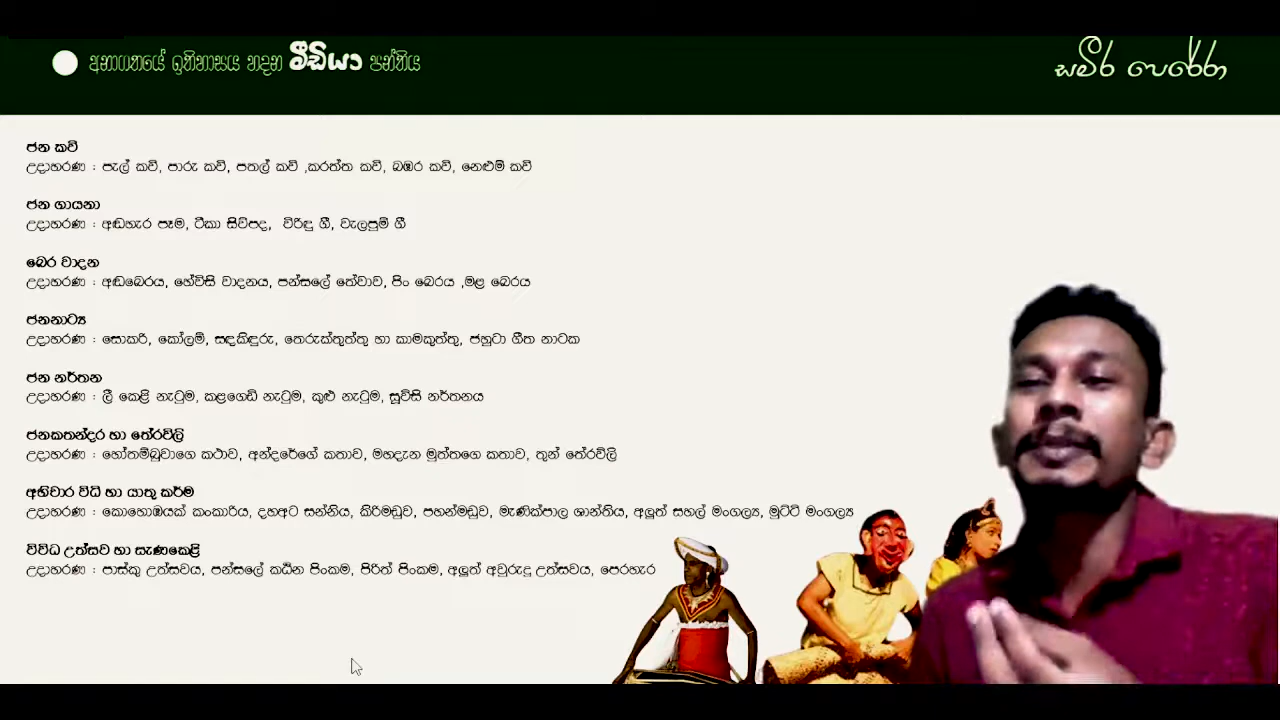 අනාගතයේ ඉතිහාසය හදන මීඩියා පන්තිය
සමීර පෙරේරා
ජන කවි
උදාහරණ : පැල් කවි, පාරු කවි, පතල් කවි ,කරත්ත කවි, බඹර කවි, නෙළුම් කවි
ජන ගායනා
උදාහරණ : අඬහැර පෑම, ටීකා සිව්පද, විරිඳු ගී, වැලපුම් ගී
බෙර වාදන
උදාහරණ : අඬබෙරය, හේවිසි වාදනය, පන්සලේ තේවාව, පිං බෙරය ,මළ බෙරය
ජනනාට්‍ය
උදාහරණ : සොකරි, කෝලම්, සඳකිඳුරු, තෙරුක්තුත්තු හා කාමකුත්තු, ජහුටා ගීත නාටක
ජන නර්තන
උදාහරණ : ලී කෙළි නැටුම, කළගෙඩි නැටුම, කුළු නැටුම, සූවිසි නර්තනය
ජනකතන්දර හා තේරවිලි
උදාහරණ : හෝතම්බුවාගෙ කථාව, අන්දරේගේ කතාව, මහදැන මුත්තගෙ කතාව, තුන් තේරවිලි
අභිචාර විධි හා යාතු කර්ම
උදාහරණ : කොහොඹයක් කංකාරිය, දහඅට සන්නිය, කිරිමඩුව, පහන්මඩුව, මැණික්පාල ශාන්තිය, අලුත් සහල් මංගල්‍ය, මුට්ටි මංගල්‍ය
විවිධ උත්සව හා සැණකෙළි
උදාහරණ : පාස්කු උත්සවය, පන්සලේ කඨින පිංකම, පිරිත් පිංකම, අලුත් අවුරුදු උත්සවය, පෙරහැර